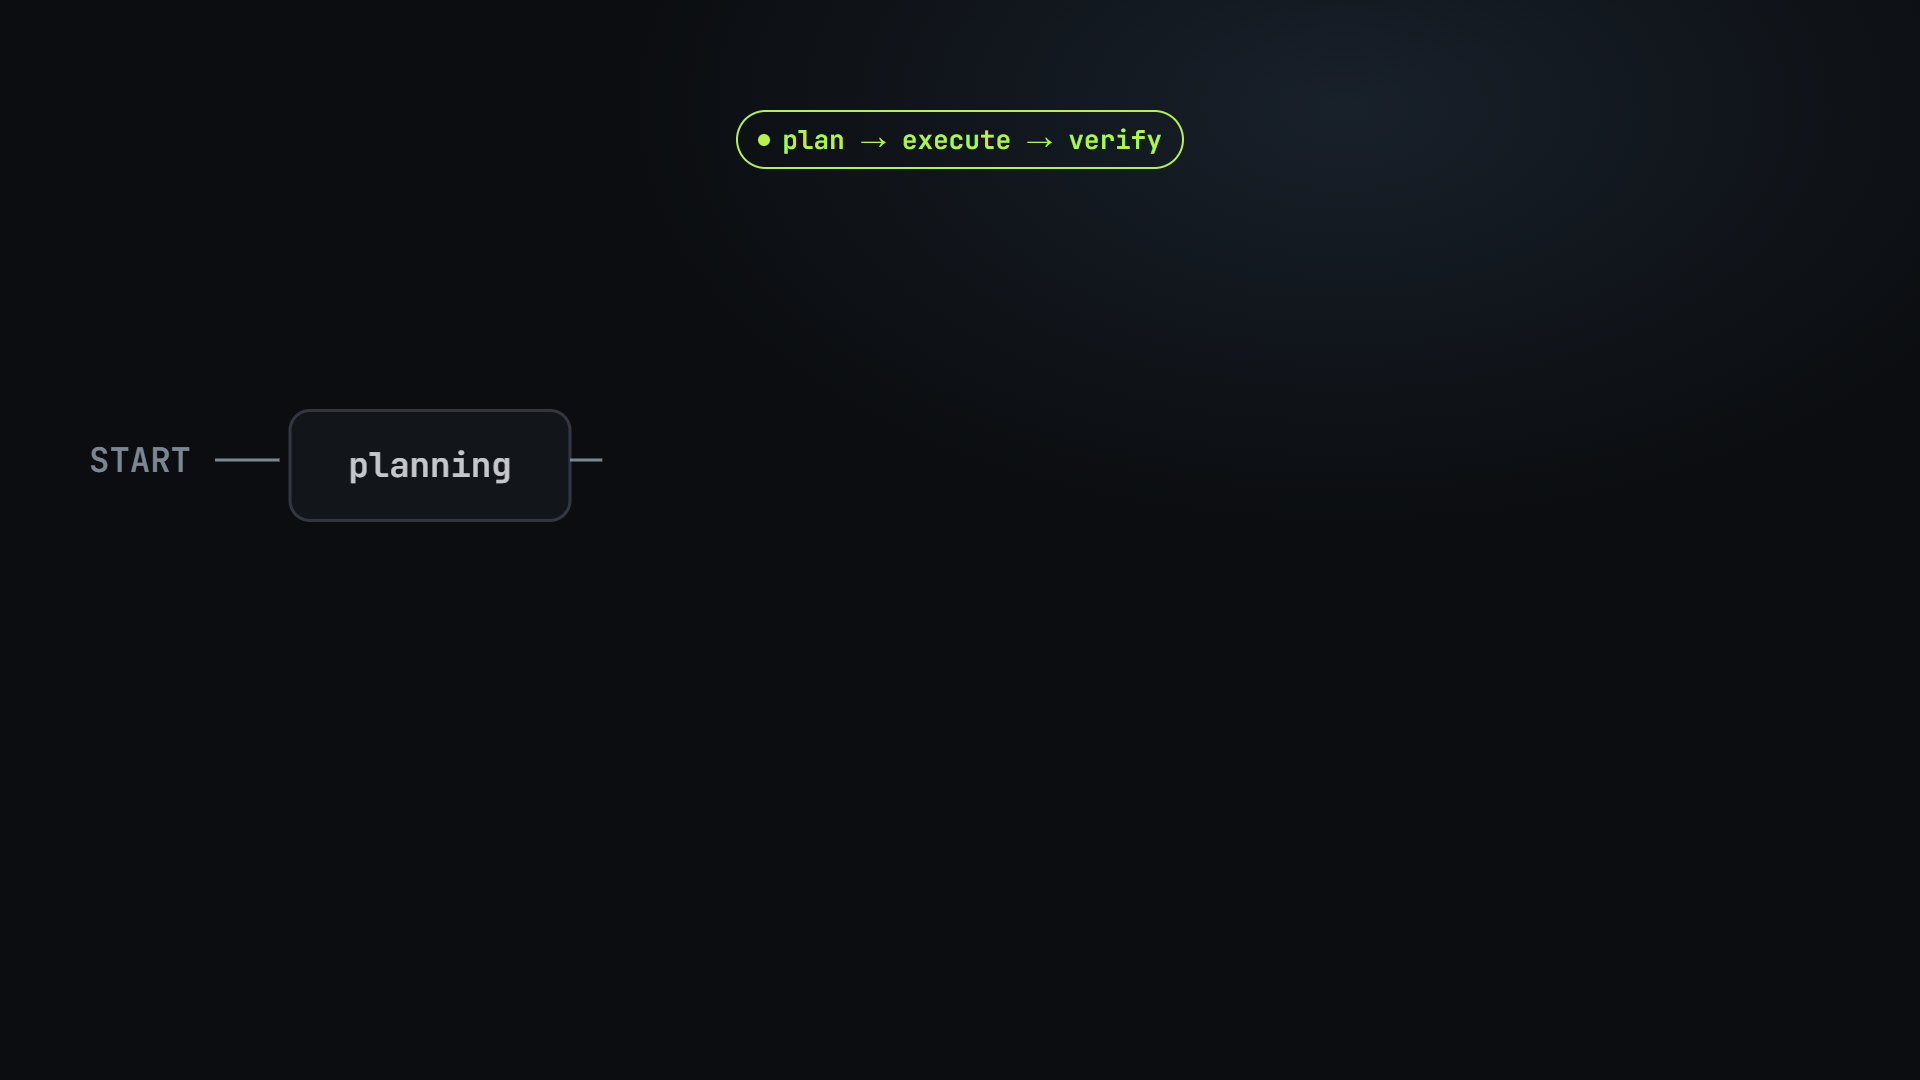 plan → execute → verify
START
planning